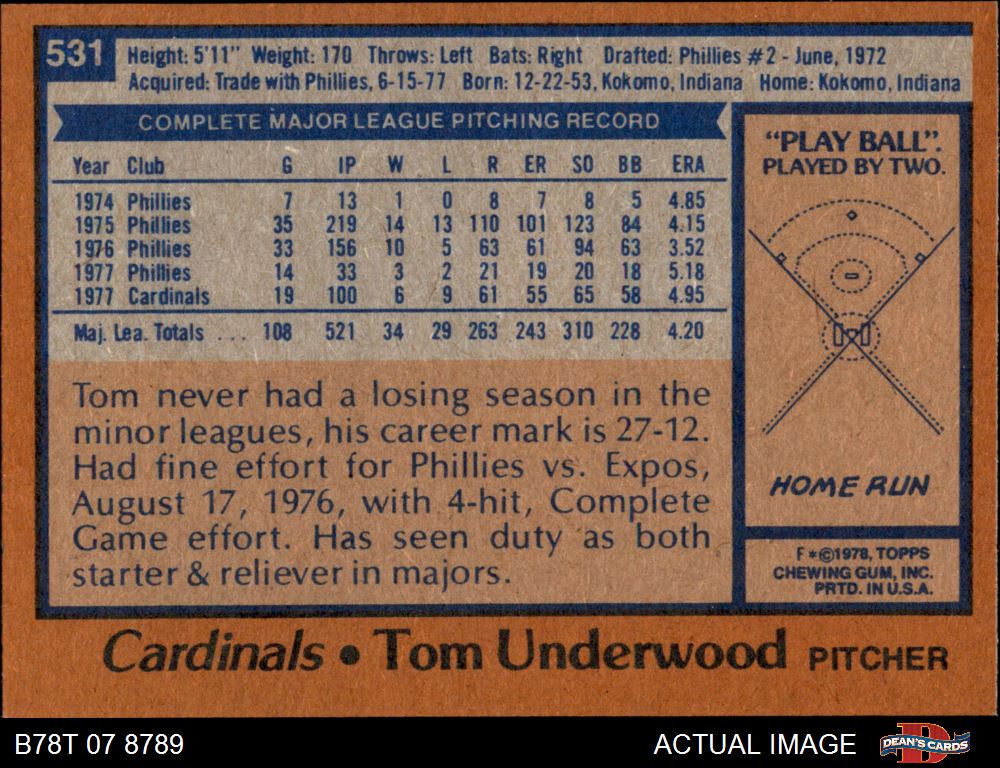 531
Height: 5'11" Weight: 170 Throws: Left Bats: Right Drafted: Phillies #2 - June, 1972
Acquired: Trade with Phillies, 6-15-77 Born: 12-22-53, Kokomo, Indiana Home: Kokomo, Indiana
COMPLETE MAJOR LEAGUE PITCHING RECORD
Year Club G IP W L R ER SO BB ERA
1974 Phillies 7 13 1 0 8 7 8 5 4.85
1975 Phillies 35 219 14 13 110 101 123 84 4.15
1976 Phillies 33 156 10 5 63 61 94 63 3.52
1977 Phillies 14 33 3 2 21 19 20 18 5.18
1977 Cardinals 19 100 6 9 61 55 65 58 4.95
Maj. Lea. Totals ... 108 521 34 29 263 243 310 228 4.20
Tom never had a losing season in the
minor leagues, his career mark is 27-12.
Had fine effort for Phillies vs. Expos,
August 17, 1976, with 4-hit, Complete
Game effort. Has seen duty as both
starter & reliever in majors.
"PLAY BALL".
PLAYED BY TWO.
HOME RUN
F*©1978, TOPPS
CHEWING GUM, INC.
PRTD. IN U.S.A.
Cardinals • Tom Underwood PITCHER
B78T 07 8789
ACTUAL IMAGE
DEAN'S CARDS